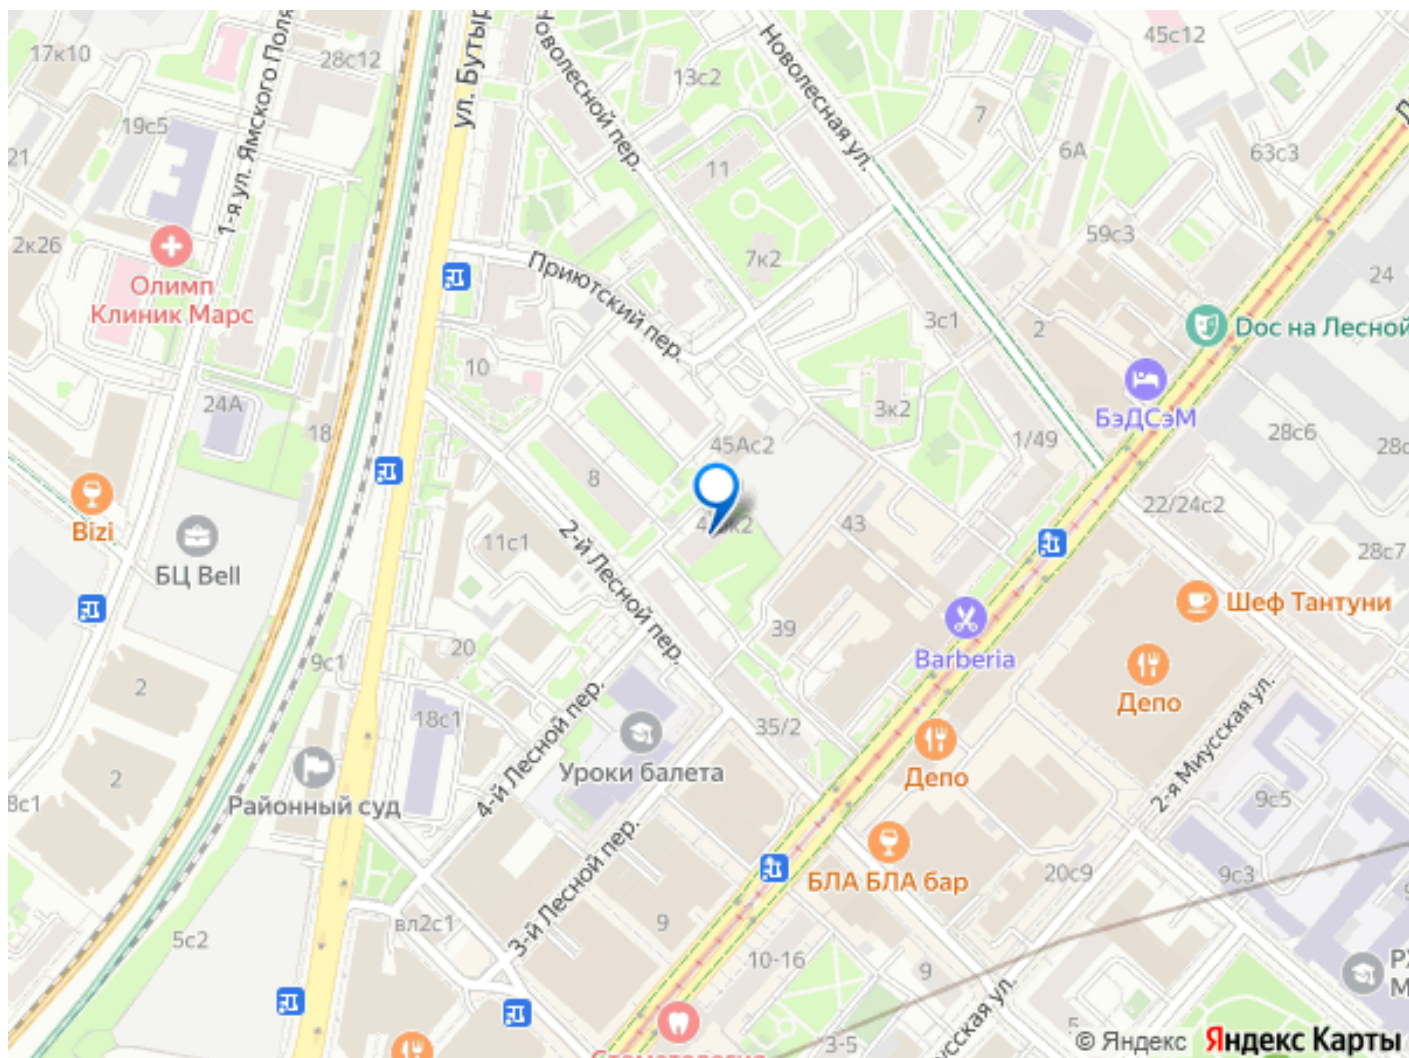 17к10
28с12
1-я ул. Ямского Поля
ул. Бутыр
Новолесной пер.
Новолесная ул.
13с2
45с12
19с5
21
11
7
6А
63с3
2к26
Олимп
Клиник Марс
Приютский пер.
7к2
59с3
24
3с1
2
Doc на Лесной
10
24А
18
3к2
БэДСэМ
45Ас2
1/49
28с6
28с
8
Bizi
БЦ Bell
11с1
2-й Лесной пер.
43
22/24с2
28с7
Шеф Тантуни
39
Barberia
20
9с1
2
18с1
4-й Лесной пер.
35/2
Депо
Депо
2-я Миусская ул.
2
8с1
Районный суд
Уроки балета
9с5
3-й Лесной пер.
БЛА БЛА бар
20с9
9с3
вл2с1
5с2
9
10-16
9
3-5
Стоматология
© Яндекс
Яндекс Карты